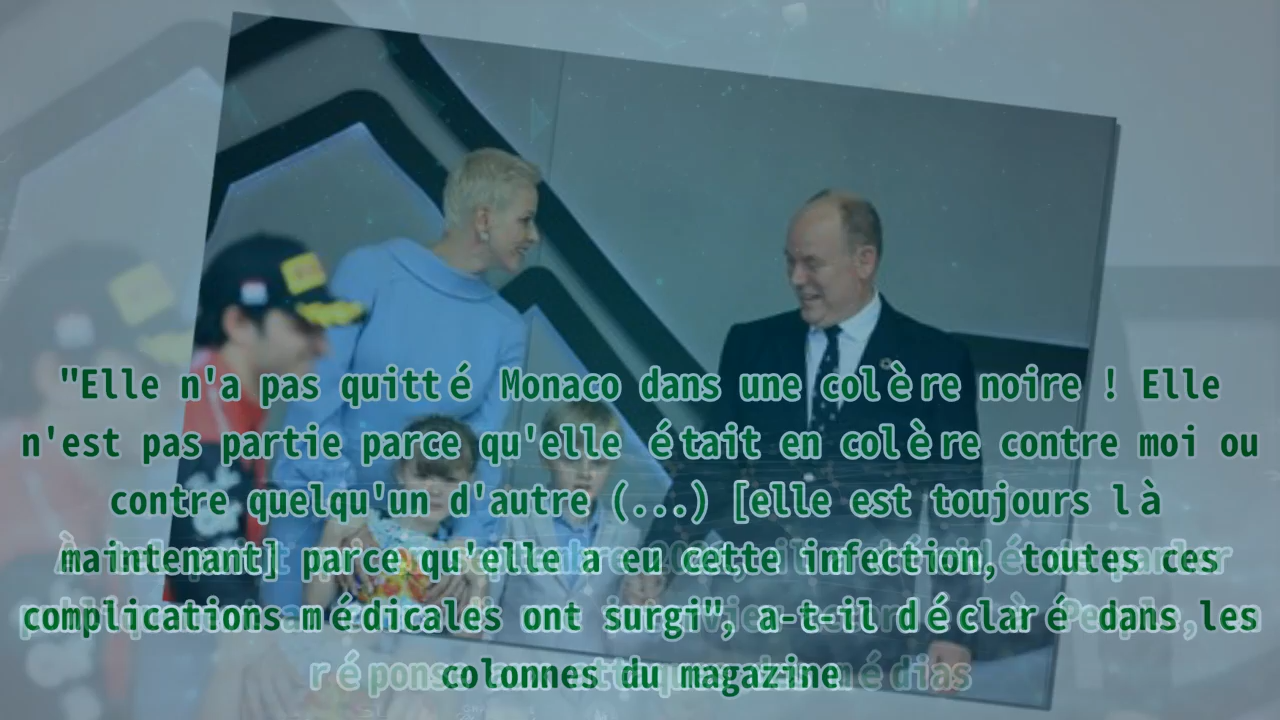 "Elle n'a pas quitté Monaco dans une colère noire ! Elle
n'est pas partie parce qu'elle était en colère contre moi ou
contre quelqu'un d'autre (...) [elle est toujours là
maintenant] parce qu'elle a eu cette infection, toutes ces
complications médicales ont surgi", a-t-il déclaré dans les
colonnes du magazine